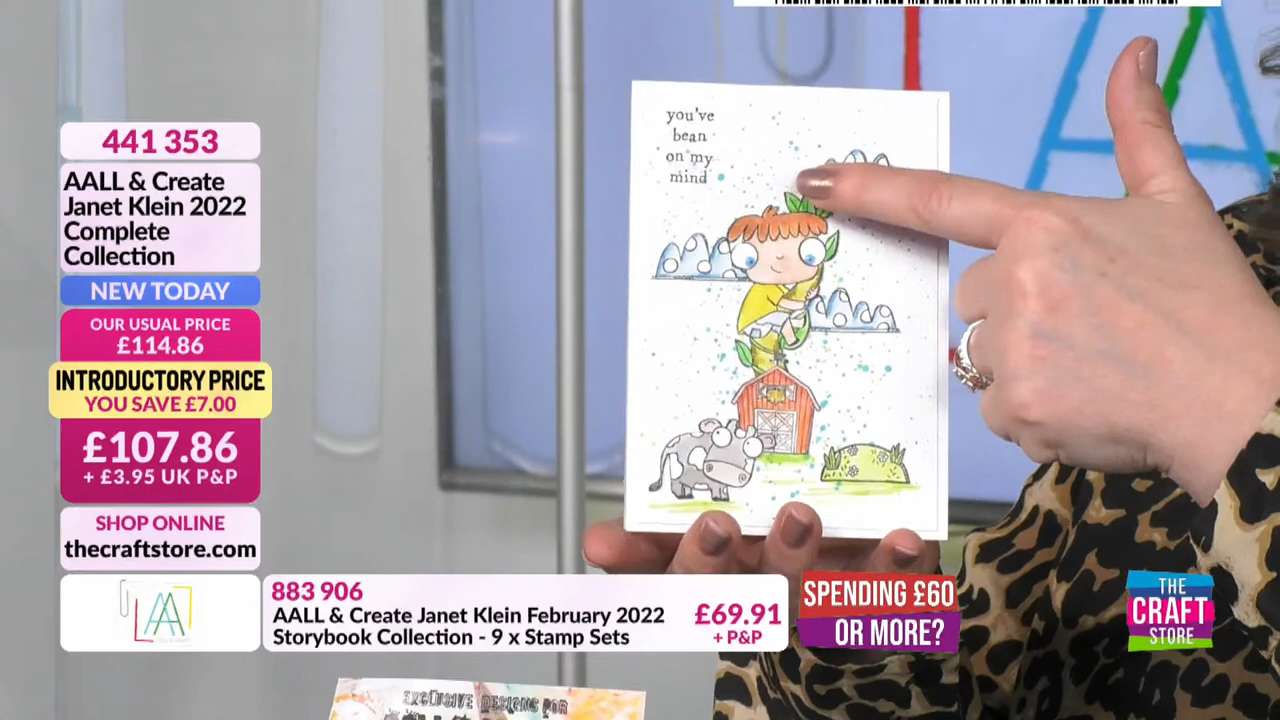 441 353
AALL & Create
Janet Klein 2022
Complete
Collection
NEW TODAY
OUR USUAL PRICE
£114.86
INTRODUCTORY PRICE
YOU SAVE £7.00
£107.86
+ £3.95 UK P&P
SHOP ONLINE
thecraftstore.com
you've
bean
on my
mind
883 906
AALL & Create Janet Klein February 2022
Storybook Collection - 9 x Stamp Sets
£69.91
+ P&P
SPENDING £60
OR MORE?
THE
CRAFT
STORE
EXCLUSIVE DESIGNS FOR